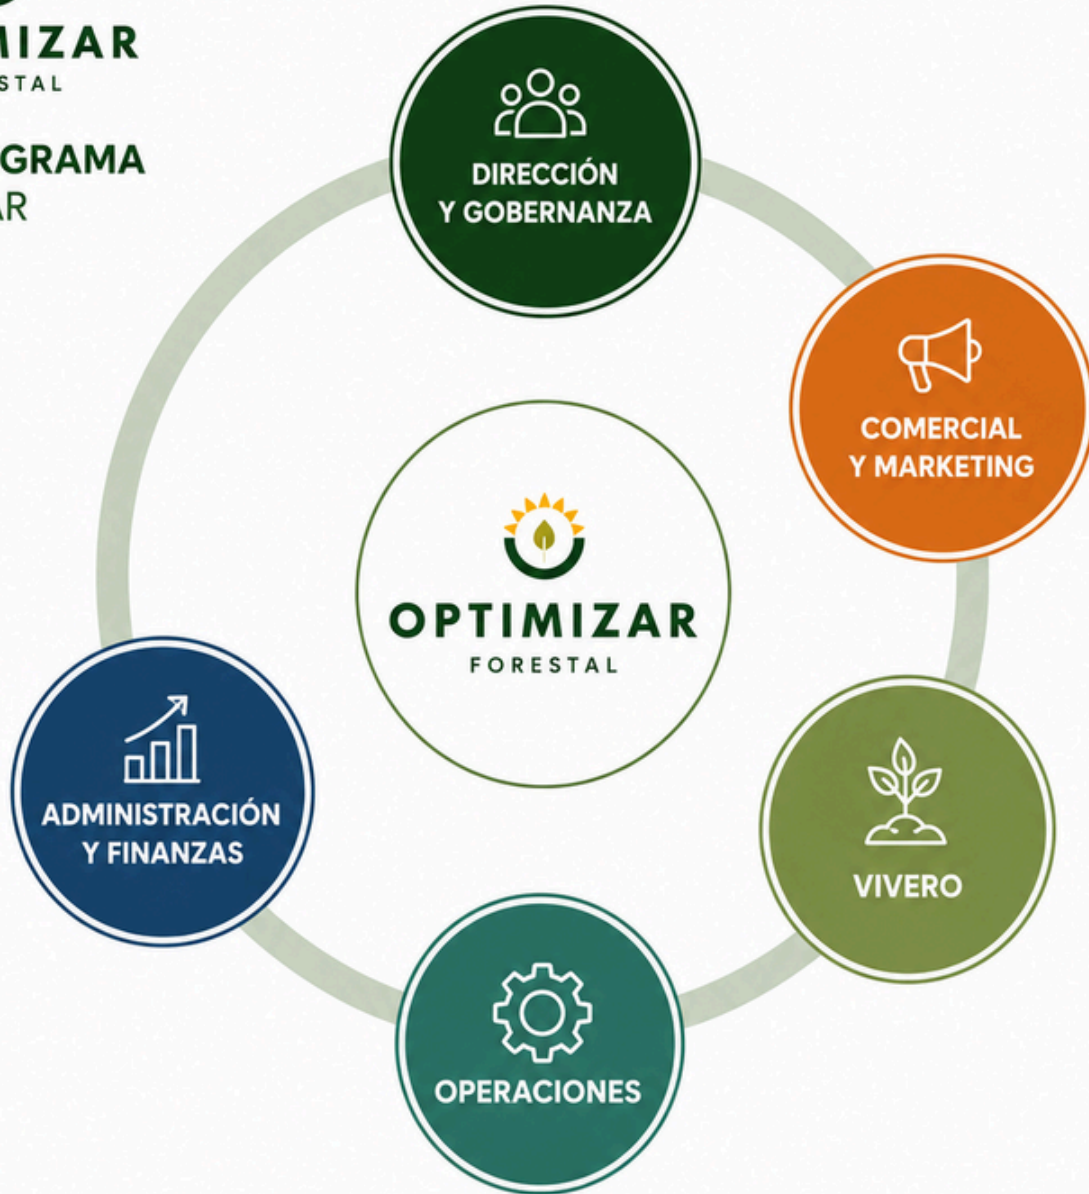 MIZAR
STAL
GRAMA
AR
DIRECCIÓN
Y GOBERNANZA
COMERCIAL
Y MARKETING
OPTIMIZAR
FORESTAL
ADMINISTRACIÓN
Y FINANZAS
VIVERO
OPERACIONES